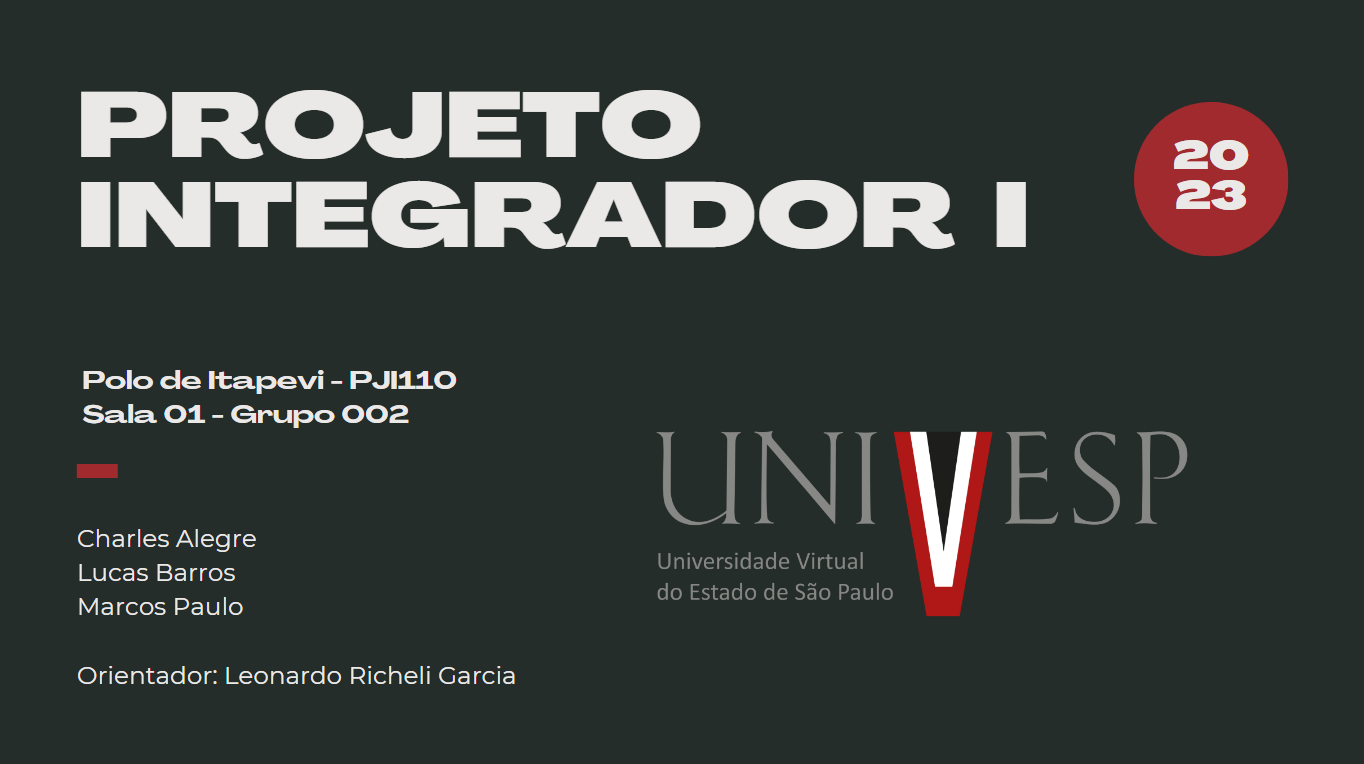 PROJETO
INTEGRADOR I
20
23
Polo de Itapevi - PJI110
Sala 01 - Grupo 002
Charles Alegre
Lucas Barros
Marcos Paulo
Orientador: Leonardo Richeli Garcia
UNIVESP
Universidade Virtual
do Estado de São Paulo